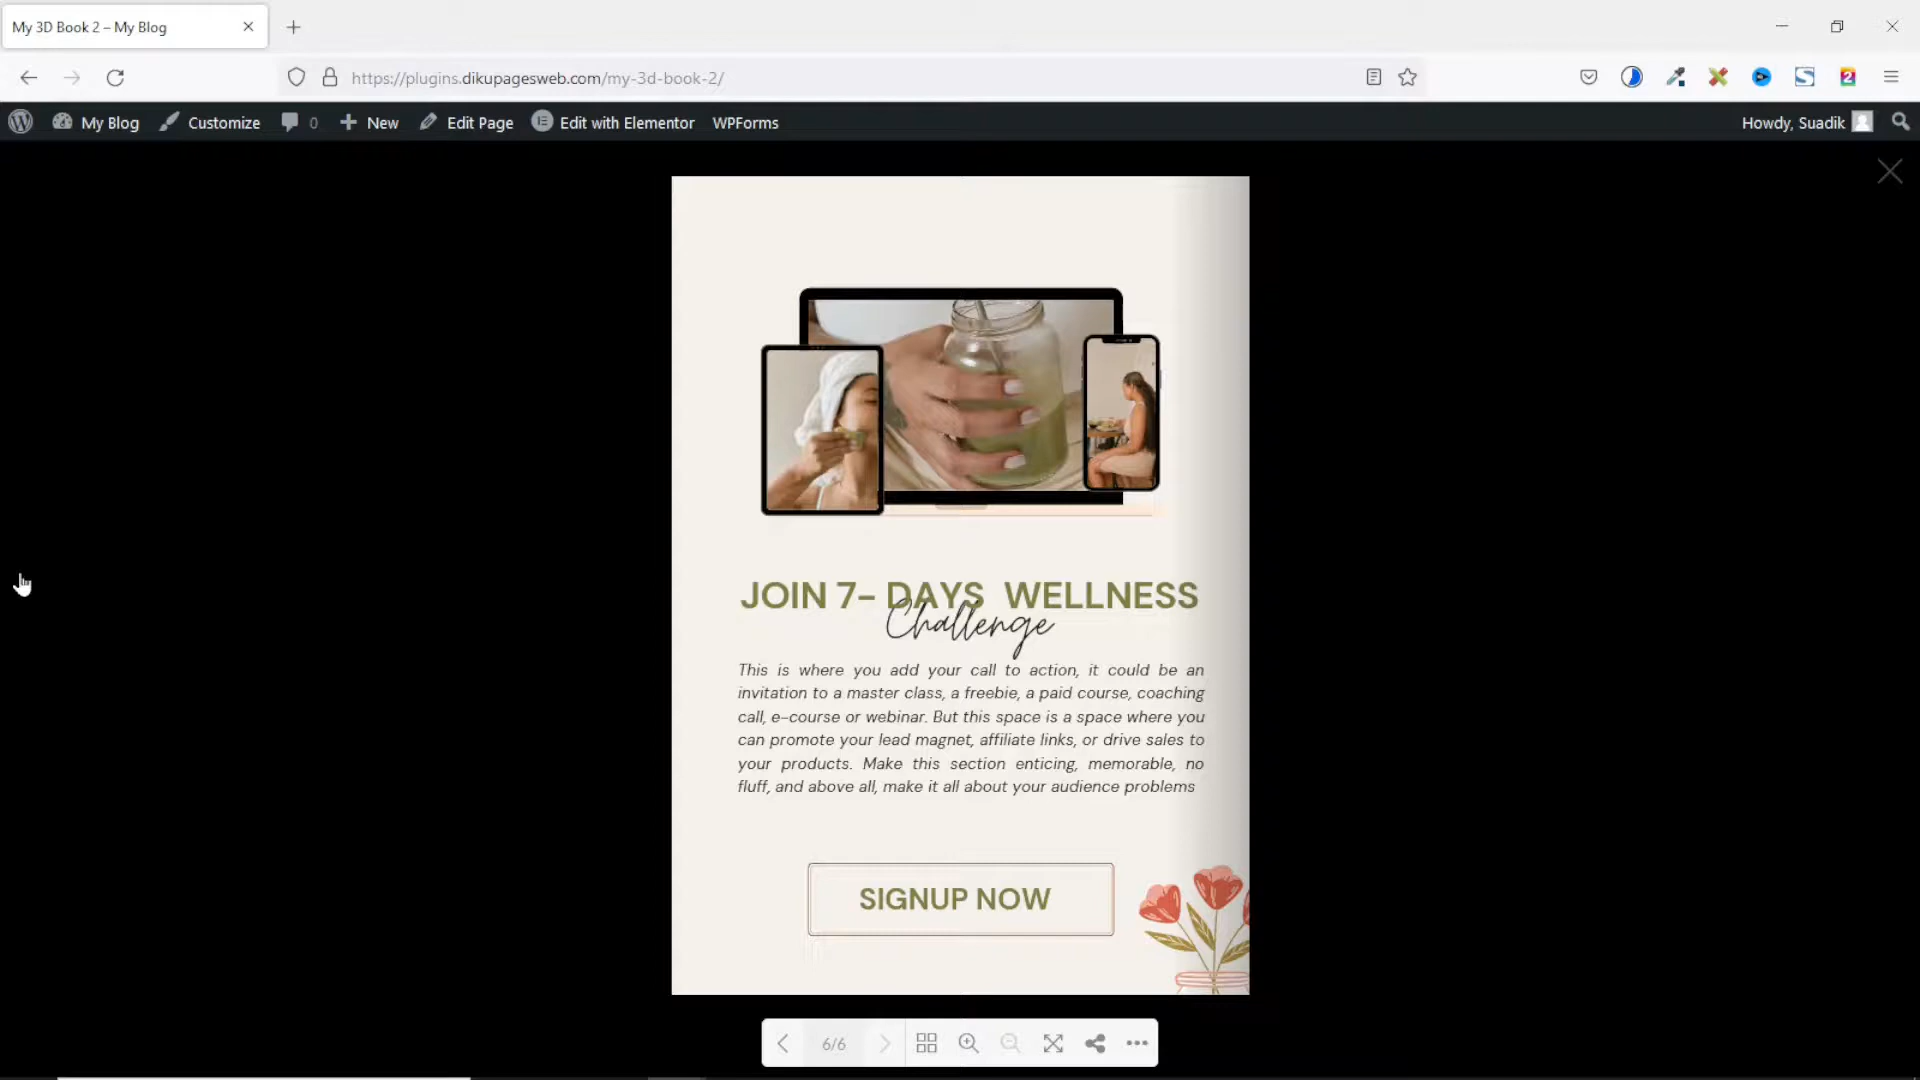 My 3D Book 2 – My Blog
https://plugins.dikupagesweb.com/my-3d-book-2/
My Blog
Customize
0
New
Edit Page
Edit with Elementor
WPForms
Howdy, Suadik
JOIN 7- DAYS WELLNESS
Challenge
This is where you add your call to action, it could be an
invitation to a master class, a freebie, a paid course, coaching
call, e-course or webinar. But this space is a space where you
can promote your lead magnet, affiliate links, or drive sales to
your products. Make this section enticing, memorable, no
fluff, and above all, make it all about your audience problems
SIGNUP NOW
6/6